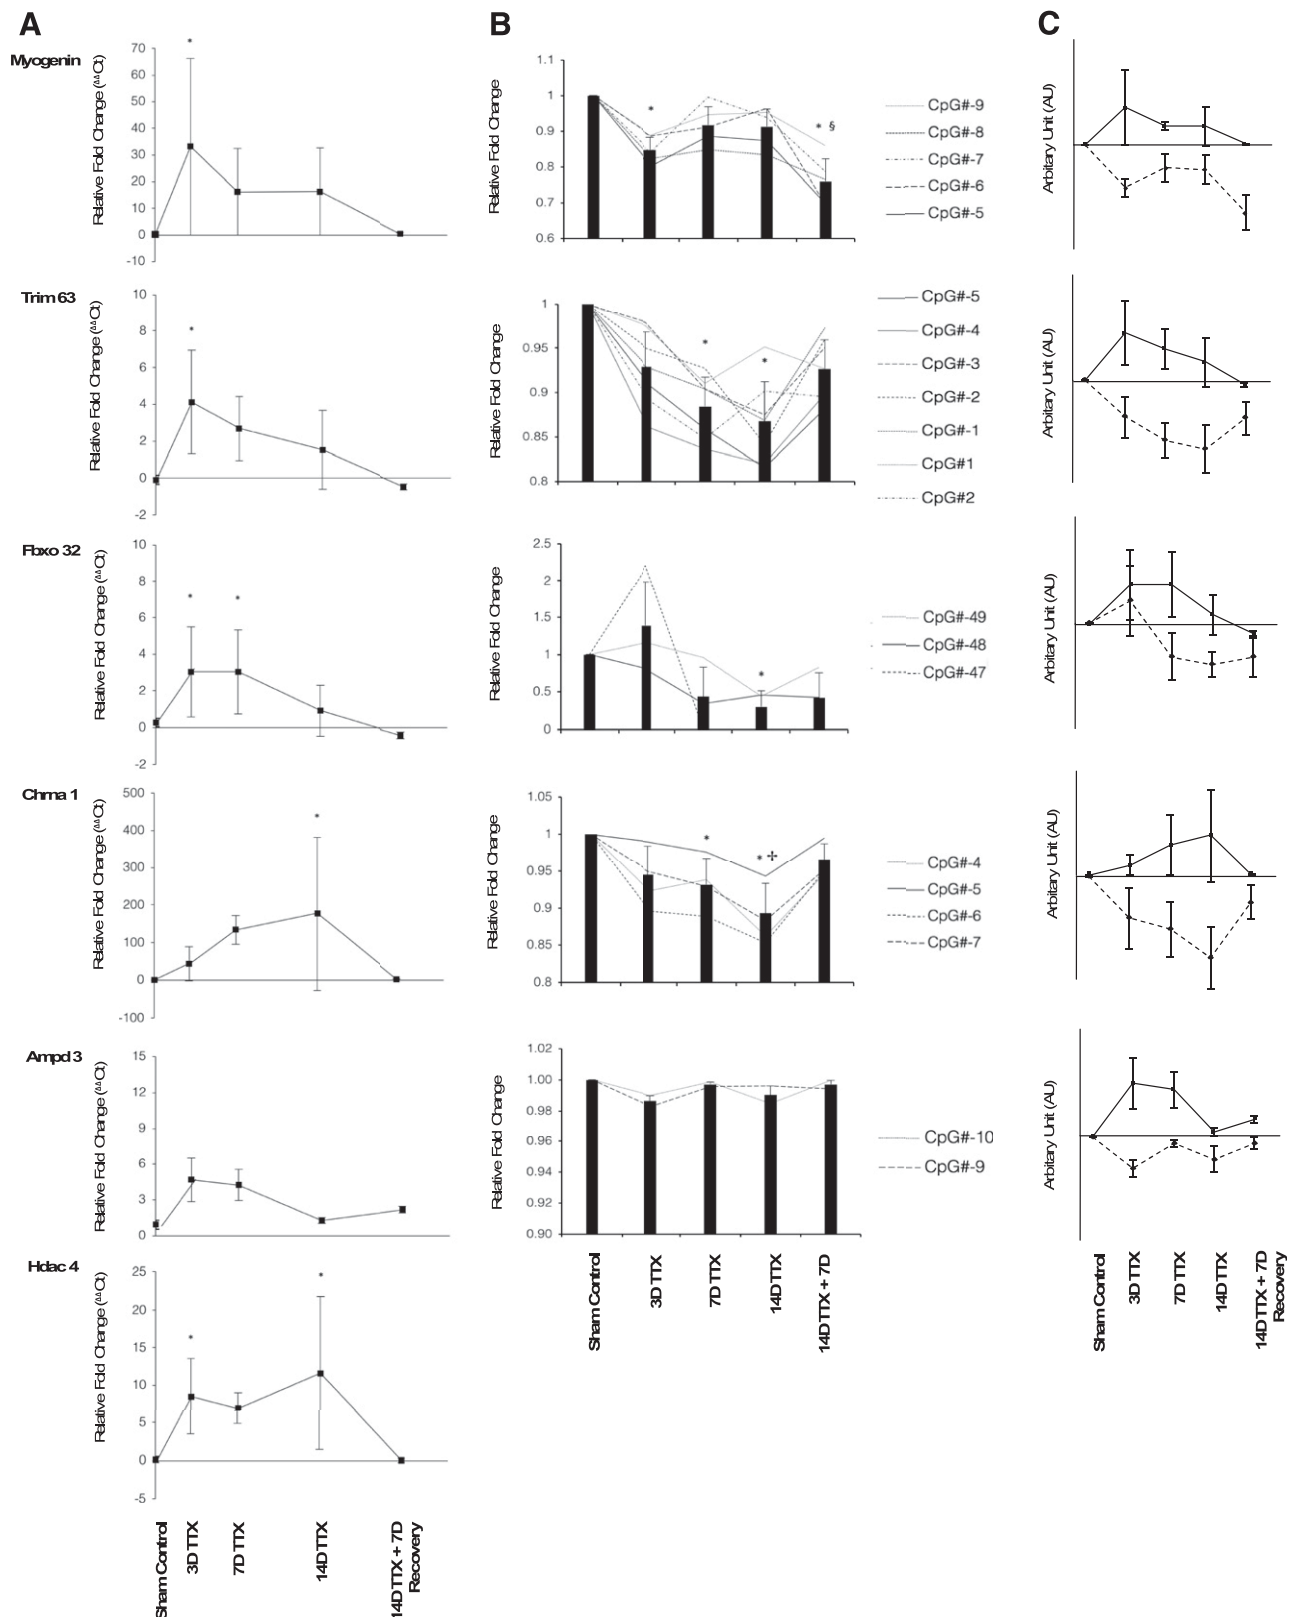 A
B
C
Myogenin
Relative Fold Change (ΔΔCt)
70
60
50
40
30
20
10
0
-10
*
Relative Fold Change
1.1
1
0.9
0.8
0.7
0.6
*
* §
CpG#-9
CpG#-8
CpG#-7
CpG#-6
CpG#-5
Arbitary Unit (AU)
Trim 63
Relative Fold Change (ΔΔCt)
10
8
6
4
2
0
-2
*
Relative Fold Change
1
0.95
0.9
0.85
0.8
*
*
CpG#-5
CpG#-4
CpG#-3
CpG#-2
CpG#-1
CpG#1
CpG#2
Arbitary Unit (AU)
Fbxo 32
Relative Fold Change (ΔΔCt)
10
8
6
4
2
0
-2
*
*
Relative Fold Change
2.5
2
1.5
1
0.5
0
*
CpG#-49
CpG#-48
CpG#-47
Arbitary Unit (AU)
Chrna 1
Relative Fold Change (ΔΔCt)
500
400
300
200
100
0
-100
*
Relative Fold Change
1.05
1
0.95
0.9
0.85
0.8
*
* ‡
CpG#-4
CpG#-5
CpG#-6
CpG#-7
Arbitary Unit (AU)
Ampd 3
Relative Fold Change (ΔΔCt)
15
12
9
6
3
0
Relative Fold Change
1.02
1.00
0.98
0.96
0.94
0.92
0.90
CpG#-10
CpG#-9
Arbitary Unit (AU)
Sham Control
3D TTX
7D TTX
14D TTX
14D TTX + 7D
Sham Control
3D TTX
7D TTX
14D TTX
14D TTX + 7D
Recovery
Hdac 4
Relative Fold Change (ΔΔCt)
25
20
15
10
5
0
-5
*
*
Sham Control
3D TTX
7D TTX
14D TTX
14D TTX + 7D
Recovery